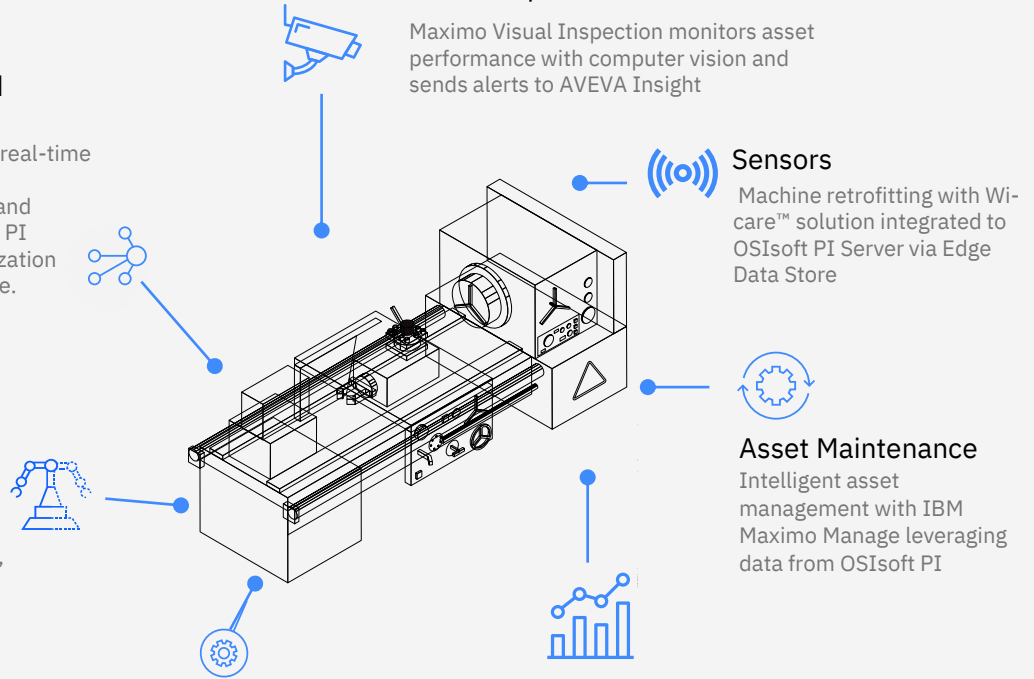 Maximo Visual Inspection monitors asset
performance with computer vision and
sends alerts to AVEVA Insight
real-time
and
PI
zation
e.
Sensors
Machine retrofitting with Wi-
care™ solution integrated to
OSIsoft PI Server via Edge
Data Store
Asset Maintenance
Intelligent asset
management with IBM
Maximo Manage leveraging
data from OSIsoft PI